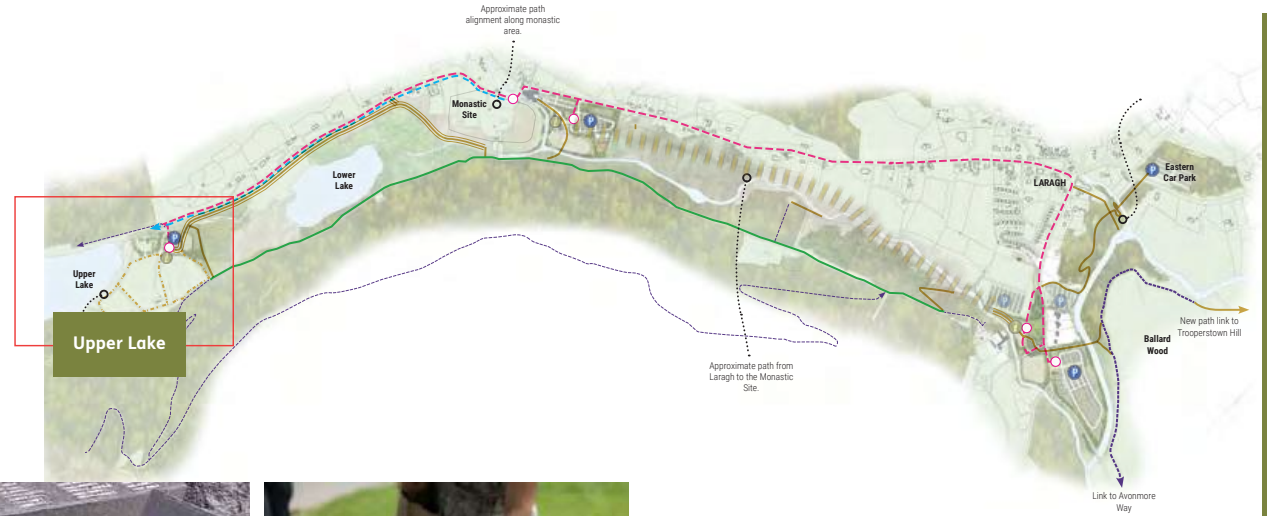 Approximate path
alignment along monastic
area.
Monastic
Site
P
Lower
Lake
LARAGH
P
Eastern
Car Park
P
Upper
Lake
Upper Lake
P
P
New path link to
Trooperstown Hill
Ballard
Wood
Approximate path from
Laragh to the Monastic
Site.
P
Link to Avonmore
Way